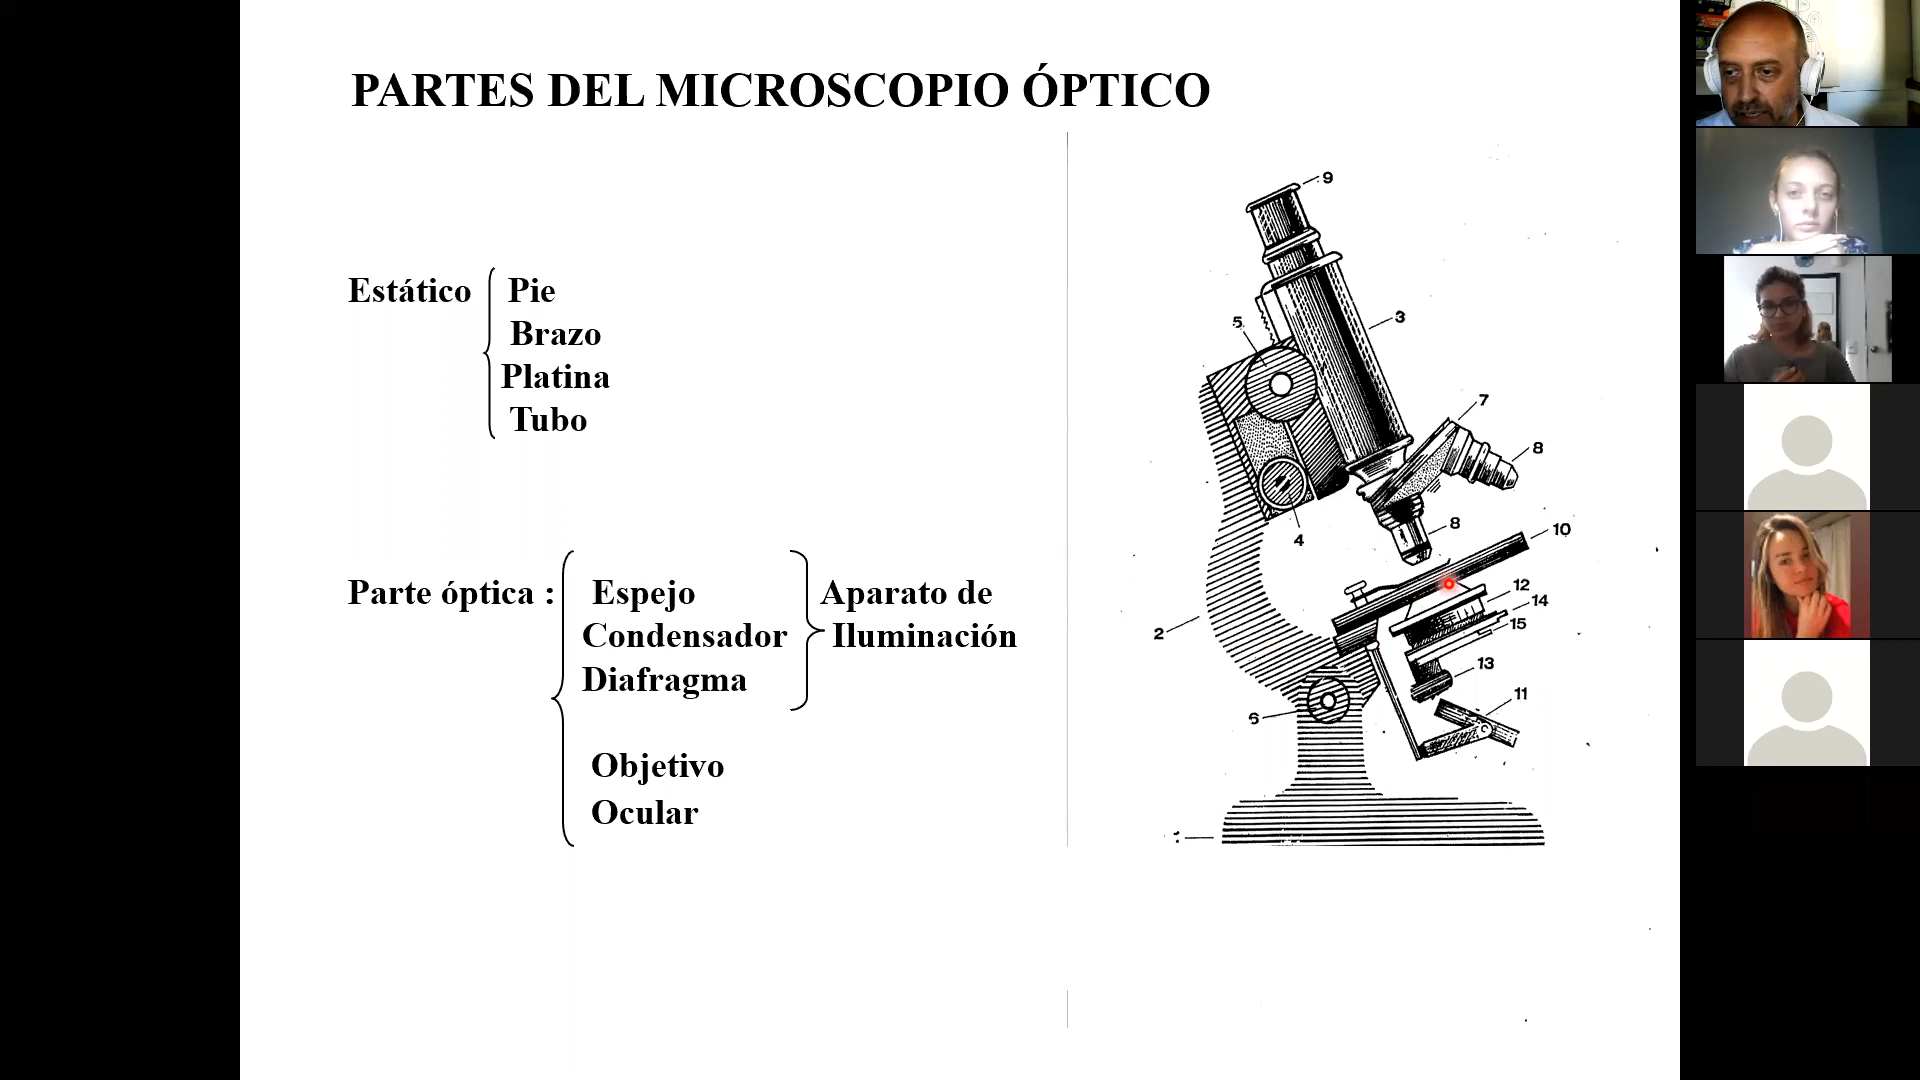 PARTES DEL MICROSCOPIO ÓPTICO
Estático
Pie
Brazo
Platina
Tubo
Parte óptica :
Espejo
Condensador
Diafragma
Aparato de
Iluminación
Objetivo
Ocular
9
3
5
7
8
8
4
10
12
14
15
13
2
11
6